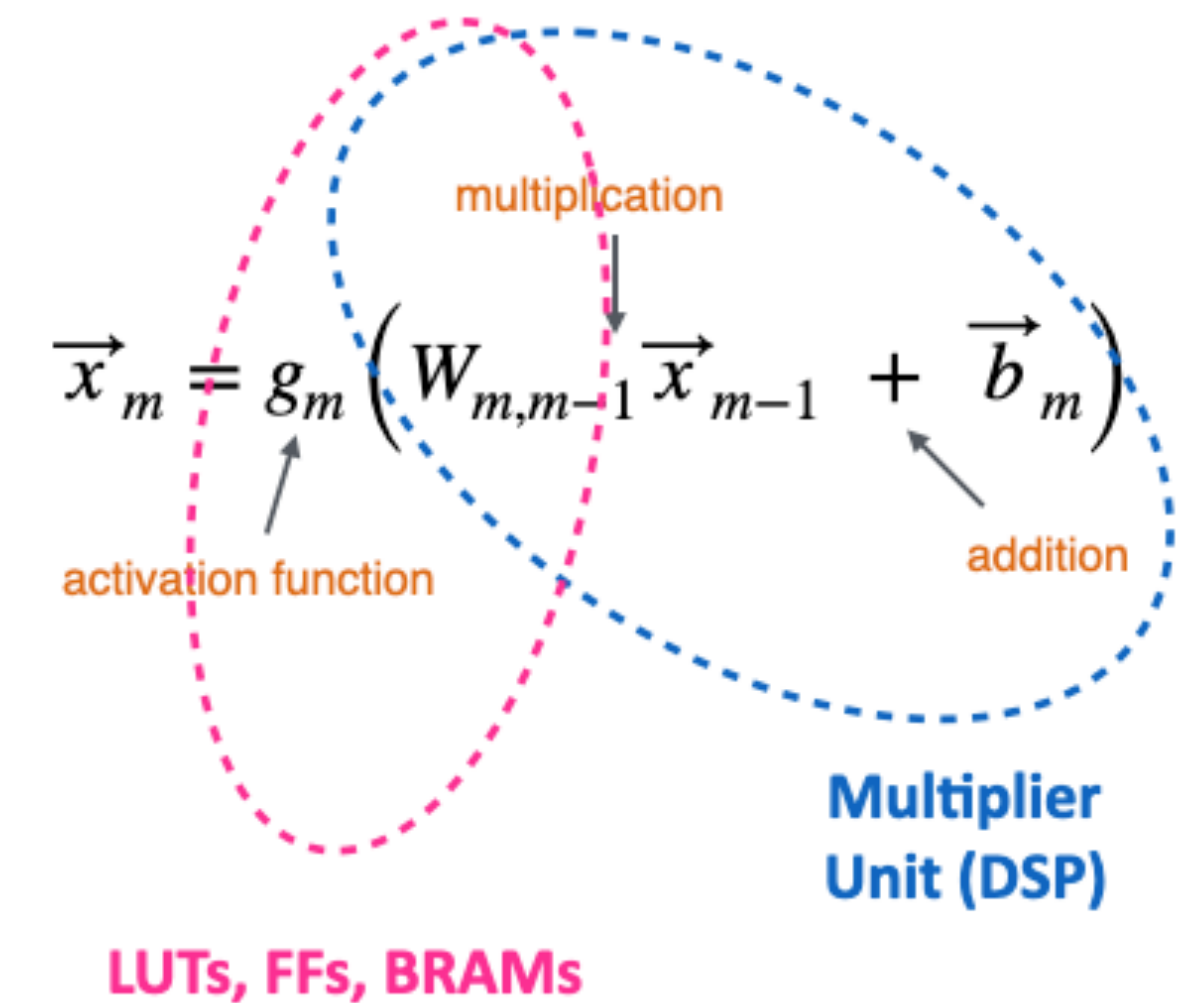 multiplication
→x m = gm (Wm,m−1 →x m−1 + →b m)
activation function
addition
Multiplier
Unit (DSP)
LUTs, FFs, BRAMs